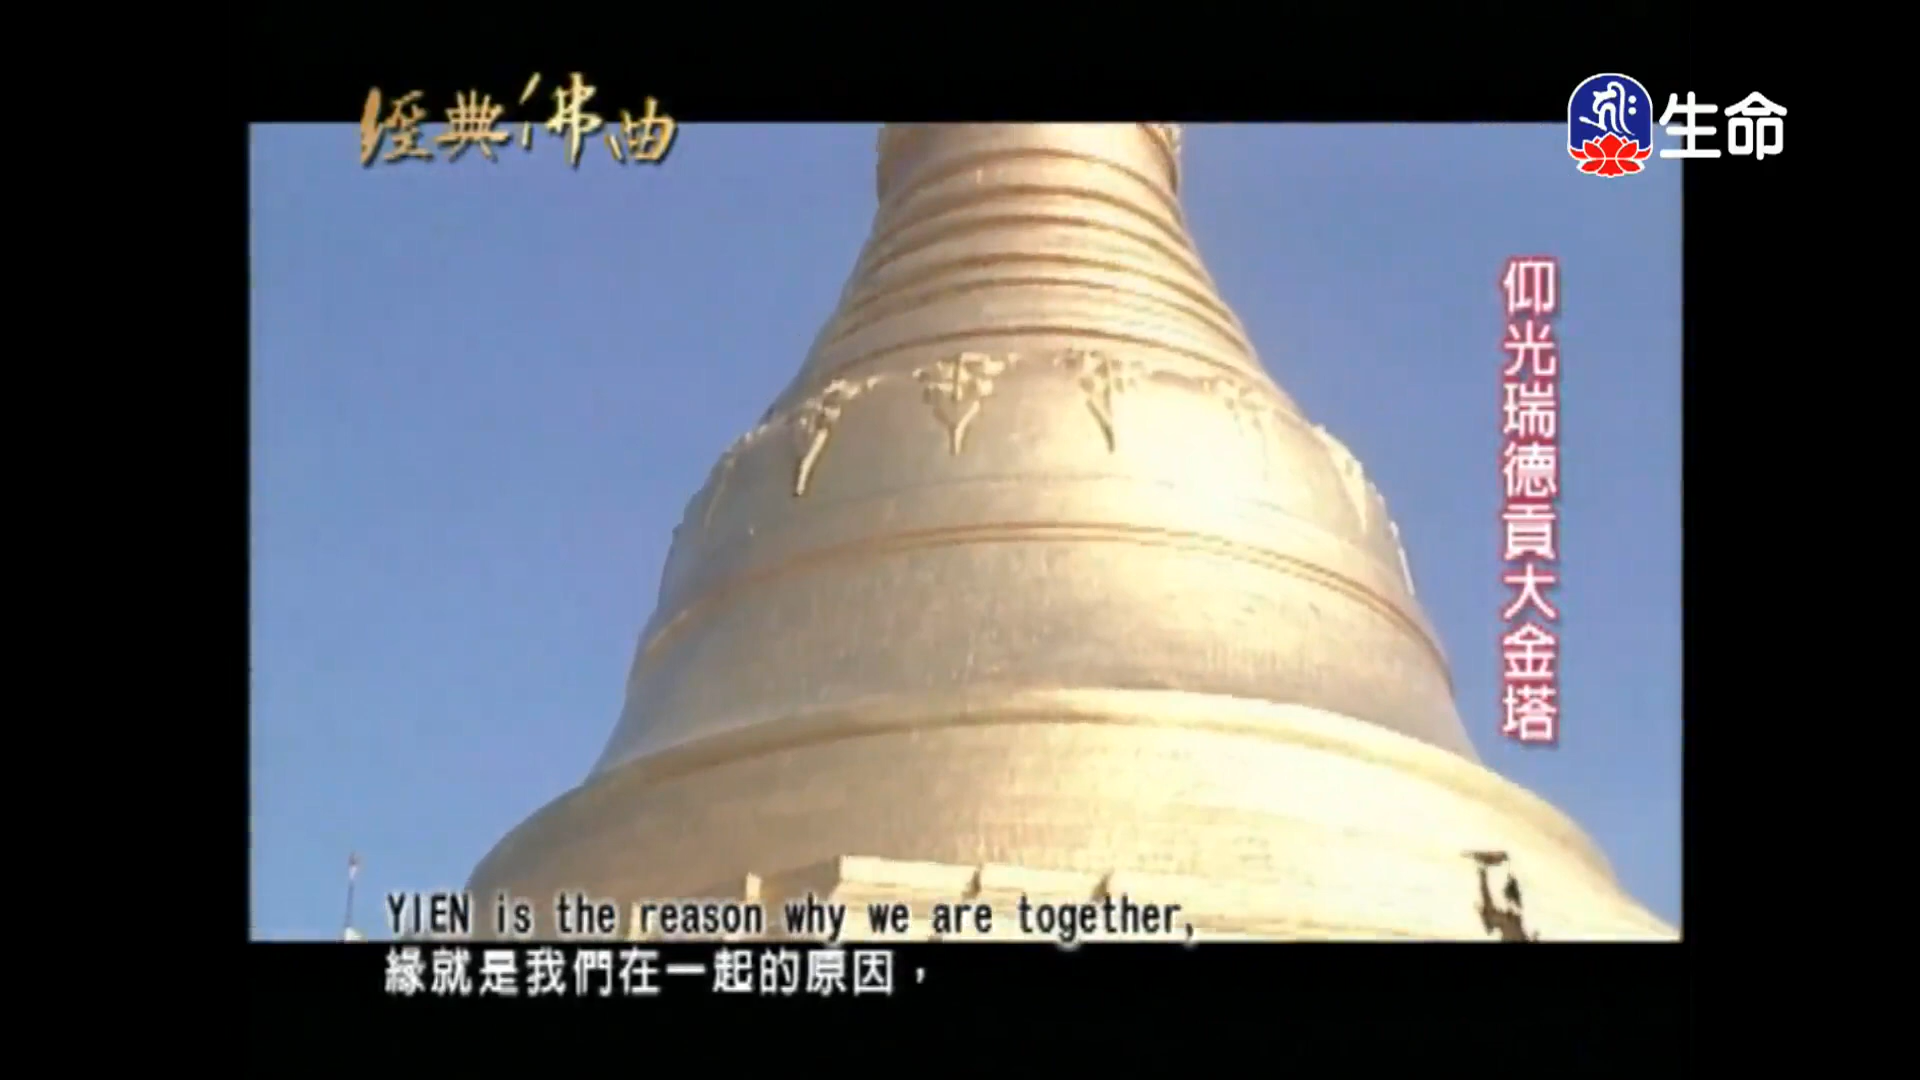 經典佛曲
生命
仰光瑞德貢大金塔
YIEN is the reason why we are together,
緣就是我們在一起的原因，